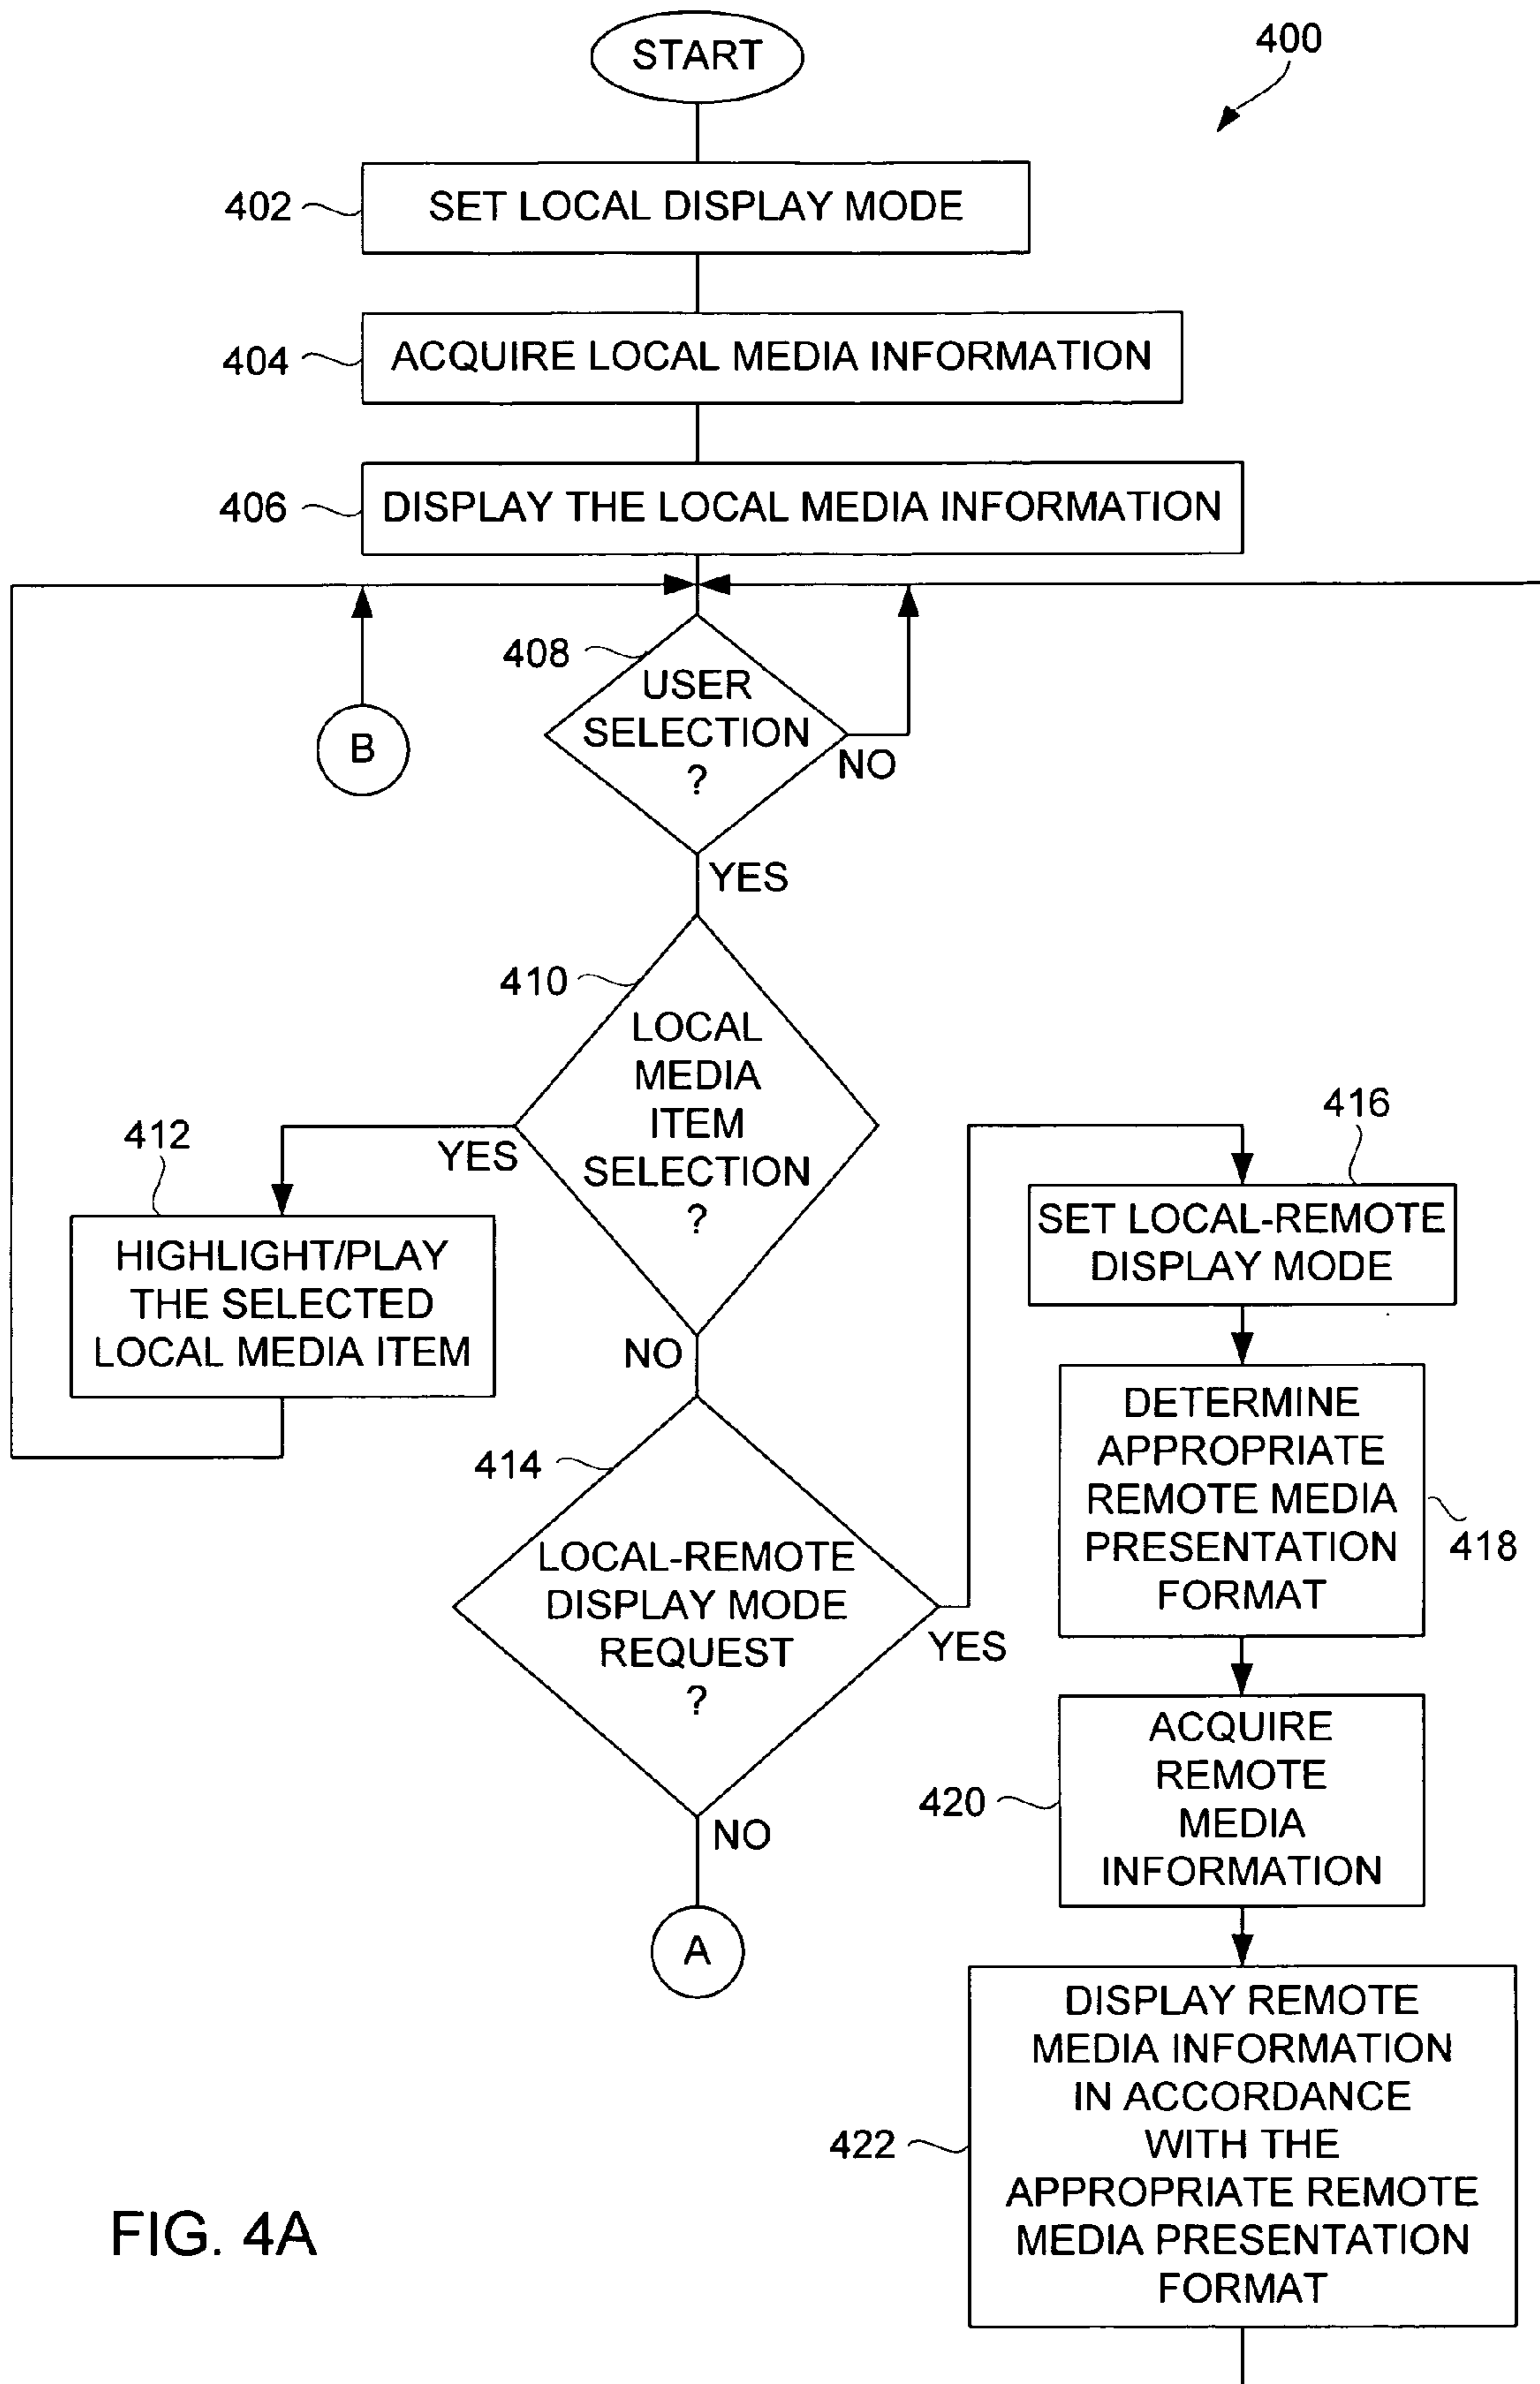 START
400
402
SET LOCAL DISPLAY MODE
404
ACQUIRE LOCAL MEDIA INFORMATION
406
DISPLAY THE LOCAL MEDIA INFORMATION
408
USER
SELECTION
?
NO
B
YES
410
LOCAL
MEDIA
ITEM
SELECTION
?
YES
412
HIGHLIGHT/PLAY
THE SELECTED
LOCAL MEDIA ITEM
NO
414
LOCAL-REMOTE
DISPLAY MODE
REQUEST
?
YES
NO
A
416
SET LOCAL-REMOTE
DISPLAY MODE
DETERMINE
APPROPRIATE
REMOTE MEDIA
PRESENTATION
FORMAT
418
420
ACQUIRE
REMOTE
MEDIA
INFORMATION
422
DISPLAY REMOTE
MEDIA INFORMATION
IN ACCORDANCE
WITH THE
APPROPRIATE REMOTE
MEDIA PRESENTATION
FORMAT
FIG. 4A